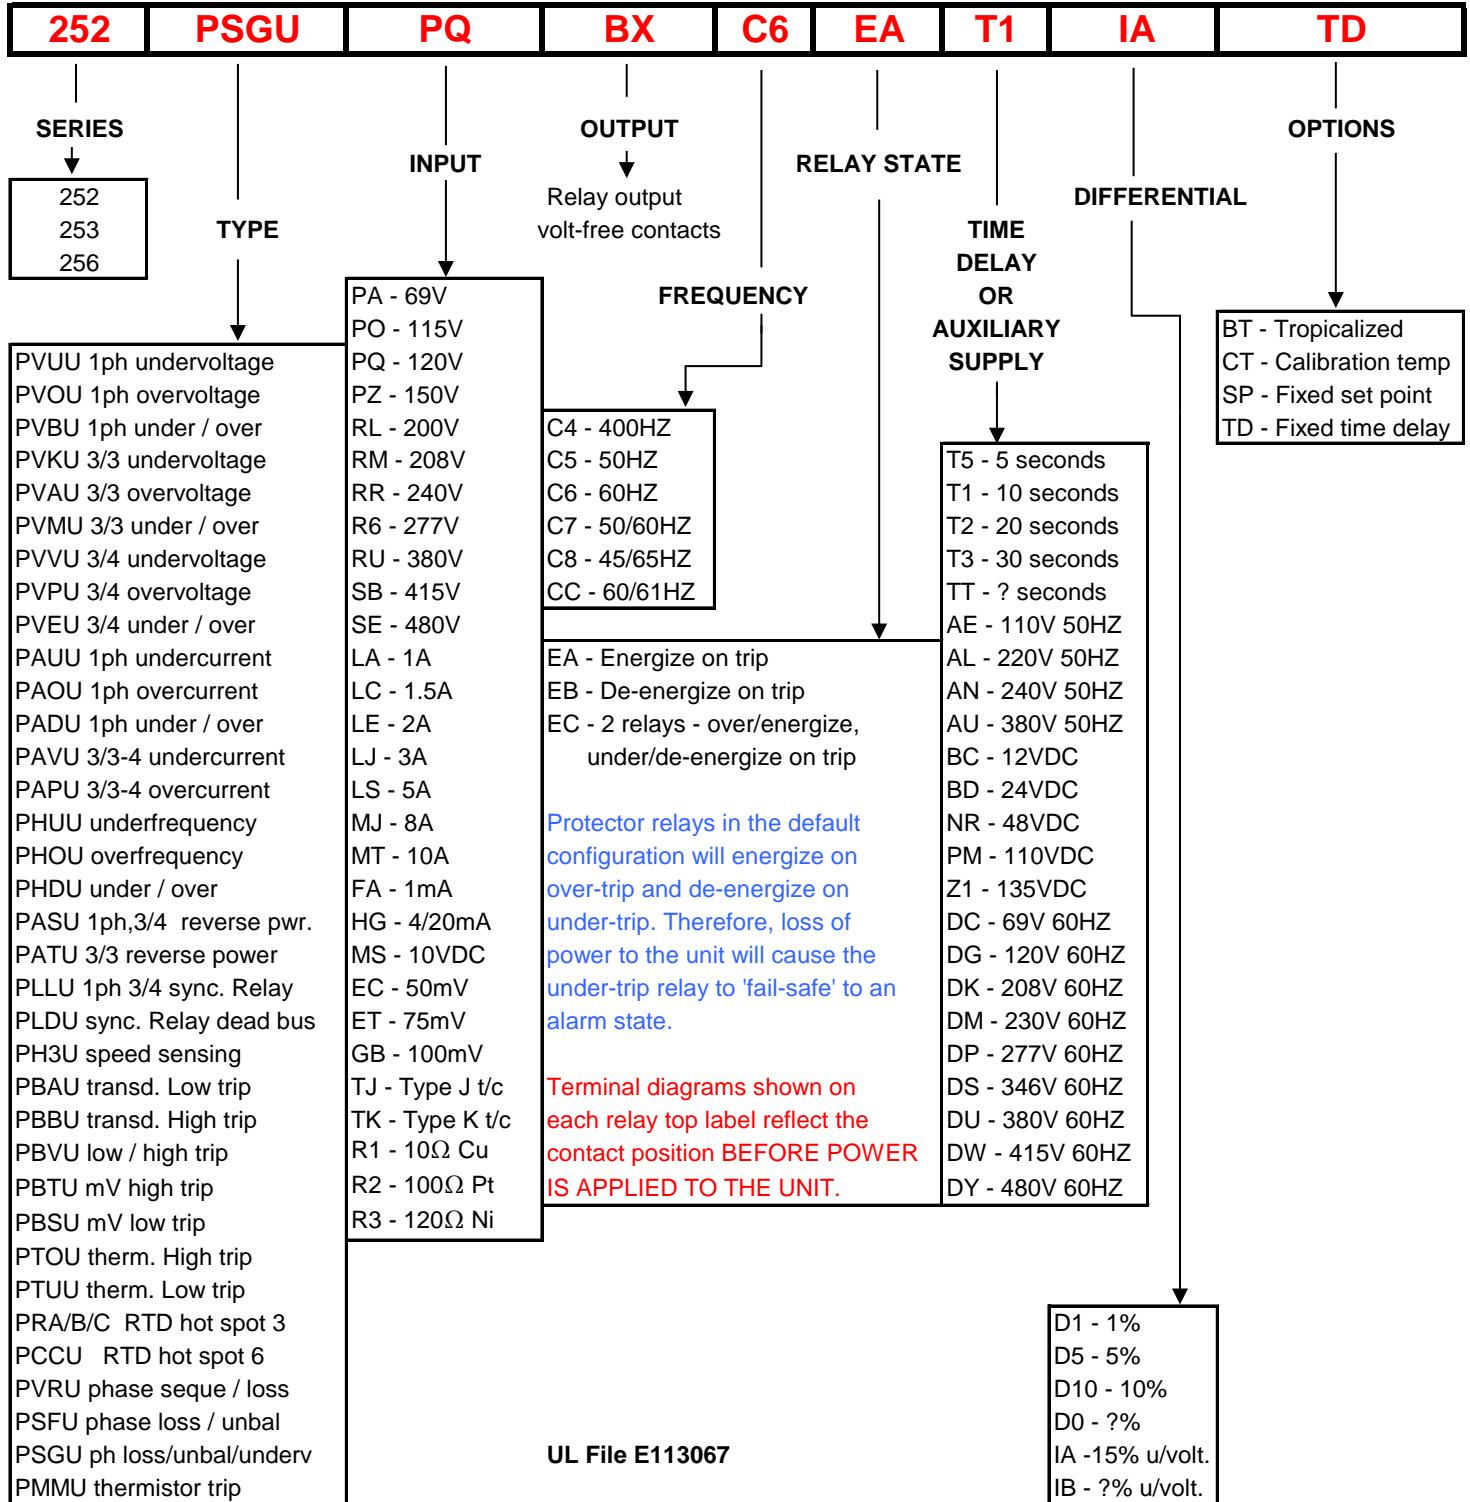 252 PSGU PQ BX C6 EA T1 IA TD
SERIES
252
253
256
TYPE
PVUU 1ph undervoltage
PVOU 1ph overvoltage
PVBU 1ph under / over
PVKU 3/3 undervoltage
PVAU 3/3 overvoltage
PVMU 3/3 under / over
PVVU 3/4 undervoltage
PVPU 3/4 overvoltage
PVEU 3/4 under / over
PAUU 1ph undercurrent
PAOU 1ph overcurrent
PADU 1ph under / over
PAVU 3/3-4 undercurrent
PAPU 3/3-4 overcurrent
PHUU underfrequency
PHOU overfrequency
PHDU under / over
PASU 1ph,3/4 reverse pwr.
PATU 3/3 reverse power
PLLU 1ph 3/4 sync. Relay
PLDU sync. Relay dead bus
PH3U speed sensing
PBAU transd. Low trip
PBBU transd. High trip
PBVU low / high trip
PBTU mV high trip
PBSU mV low trip
PTOU therm. High trip
PTUU therm. Low trip
PRA/B/C RTD hot spot 3
PCCU RTD hot spot 6
PVRU phase seque / loss
PSFU phase loss / unbal
PSGU ph loss/unbal/underv
PMMU thermistor trip
INPUT
PA - 69V
PO - 115V
PQ - 120V
PZ - 150V
RL - 200V
RM - 208V
RR - 240V
R6 - 277V
RU - 380V
SB - 415V
SE - 480V
LA - 1A
LC - 1.5A
LE - 2A
LJ - 3A
LS - 5A
MJ - 8A
MT - 10A
FA - 1mA
HG - 4/20mA
MS - 10VDC
EC - 50mV
ET - 75mV
GB - 100mV
TJ - Type J t/c
TK - Type K t/c
R1 - 10Ω Cu
R2 - 100Ω Pt
R3 - 120Ω Ni
OUTPUT
Relay output
volt-free contacts
FREQUENCY
C4 - 400HZ
C5 - 50HZ
C6 - 60HZ
C7 - 50/60HZ
C8 - 45/65HZ
CC - 60/61HZ
RELAY STATE
EA - Energize on trip
EB - De-energize on trip
EC - 2 relays - over/energize,
under/de-energize on trip
Protector relays in the default
configuration will energize on
over-trip and de-energize on
under-trip. Therefore, loss of
power to the unit will cause the
under-trip relay to 'fail-safe' to an
alarm state.
Terminal diagrams shown on
each relay top label reflect the
contact position BEFORE POWER
IS APPLIED TO THE UNIT.
TIME
DELAY
OR
AUXILIARY
SUPPLY
T5 - 5 seconds
T1 - 10 seconds
T2 - 20 seconds
T3 - 30 seconds
TT - ? seconds
AE - 110V 50HZ
AL - 220V 50HZ
AN - 240V 50HZ
AU - 380V 50HZ
BC - 12VDC
BD - 24VDC
NR - 48VDC
PM - 110VDC
Z1 - 135VDC
DC - 69V 60HZ
DG - 120V 60HZ
DK - 208V 60HZ
DM - 230V 60HZ
DP - 277V 60HZ
DS - 346V 60HZ
DU - 380V 60HZ
DW - 415V 60HZ
DY - 480V 60HZ
DIFFERENTIAL
D1 - 1%
D5 - 5%
D10 - 10%
D0 - ?%
IA -15% u/volt.
IB - ?% u/volt.
OPTIONS
BT - Tropicalized
CT - Calibration temp
SP - Fixed set point
TD - Fixed time delay
UL File E113067